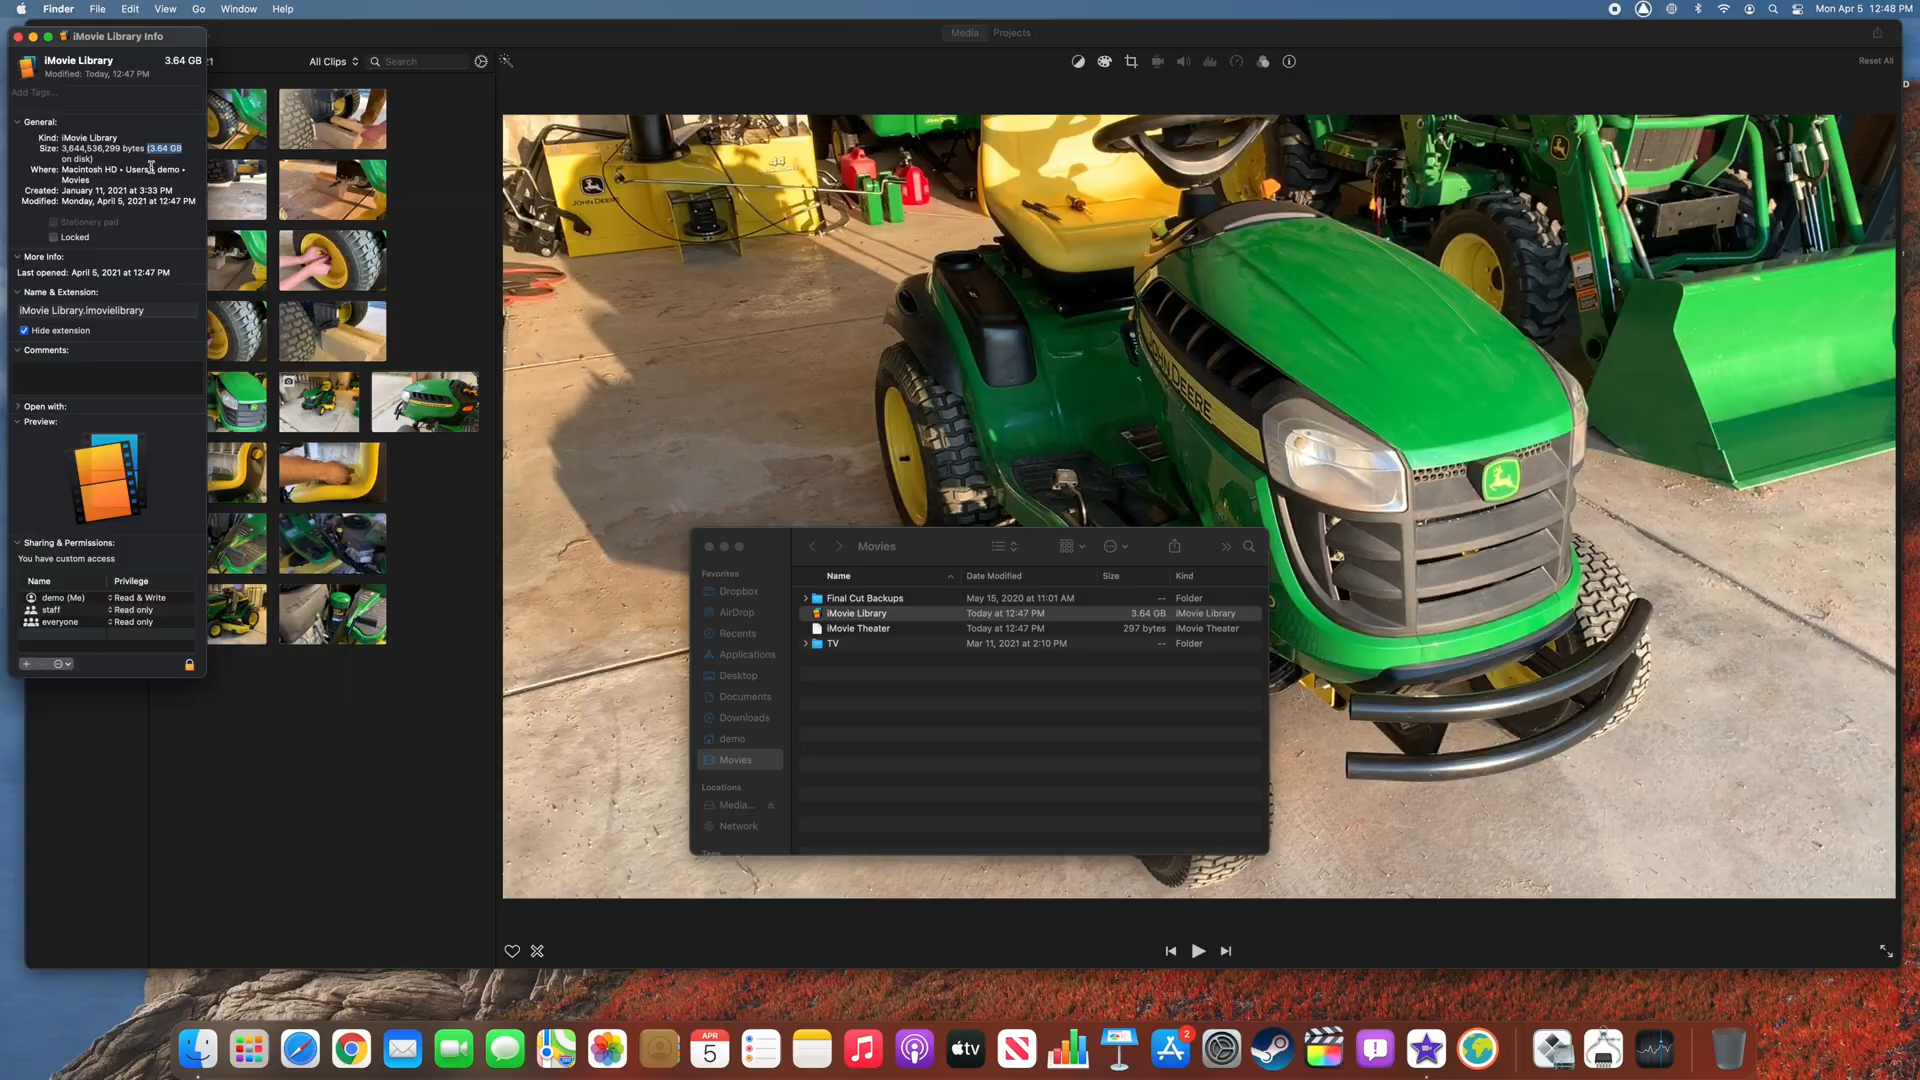 Finder File Edit View Go Window Help
Mon Apr 5 12:48 PM
iMovie Library Info
Media Projects
iMovie Library 3.64 GB
Modified: Today, 12:47 PM
Add Tags...
21 All Clips Search
Reset All
General:
Kind: iMovie Library
Size: 3,644,536,299 bytes (3.64 GB
on disk)
Where: Macintosh HD • Users • demo •
Movies
Created: January 11, 2021 at 3:33 PM
Modified: Monday, April 5, 2021 at 12:47 PM
Stationery pad
Locked
More Info:
Last opened: April 5, 2021 at 12:47 PM
Name & Extension:
iMovie Library.imovielibrary
Hide extension
Comments:
Open with:
Preview:
Sharing & Permissions:
You have custom access
Name Privilege
demo (Me) Read & Write
staff Read only
everyone Read only
44
JOHN DEERE
JOHN DEERE
D
Movies
Favorites
Dropbox
AirDrop
Recents
Applications
Desktop
Documents
Downloads
demo
Movies
Locations
Media...
Network
Tags
Name Date Modified Size Kind
Final Cut Backups May 15, 2020 at 11:01 AM -- Folder
iMovie Library Today at 12:47 PM 3.64 GB iMovie Library
iMovie Theater Today at 12:47 PM 297 bytes iMovie Theater
TV Mar 11, 2021 at 2:10 PM -- Folder
APR
5
tv
2